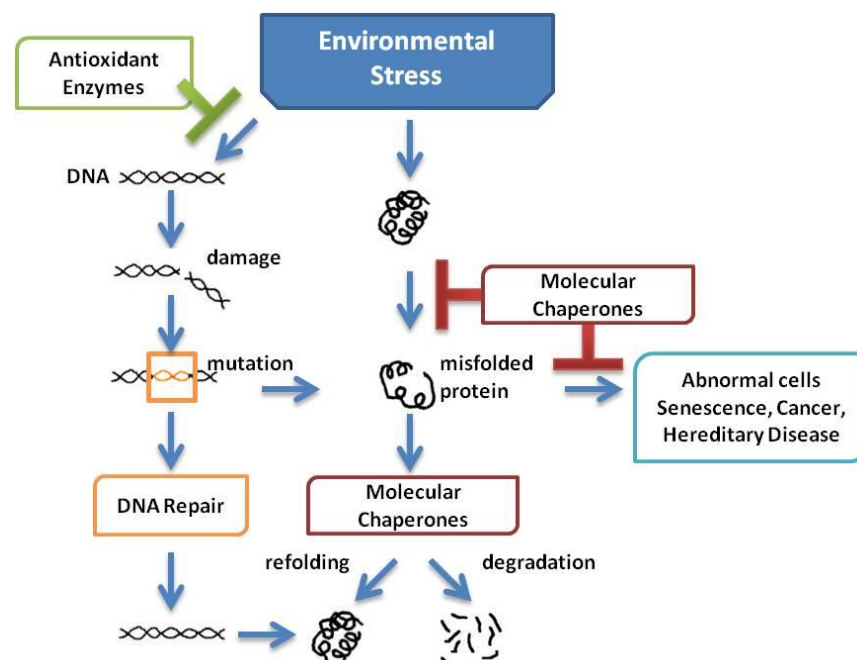 Environmental
Stress
Antioxidant
Enzymes
DNA
damage
Molecular
Chaperones
mutation
misfolded
protein
Abnormal cells
Senescence, Cancer,
Hereditary Disease
DNA Repair
Molecular
Chaperones
refolding
degradation